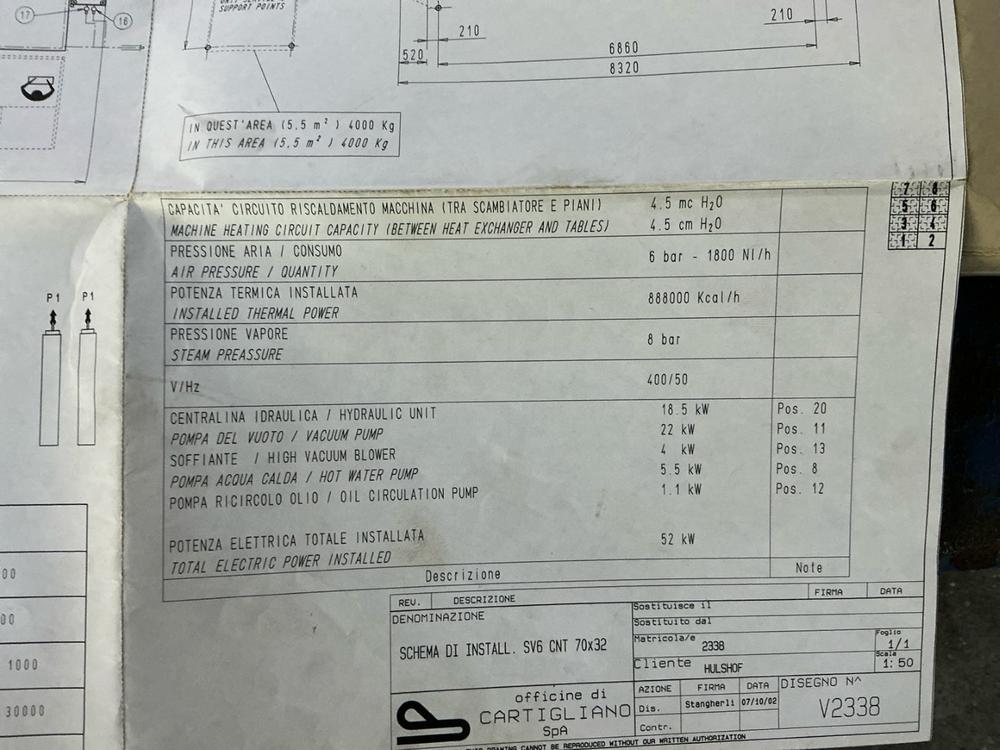 17
16
SUPPORT POINTS
210
210
520
6860
8320
IN QUEST'AREA (5,5 m²) 4000 Kg
IN THIS AREA (5,5 m²) 4000 Kg
7 8
5 6
3 4
1 2
CAPACITA' CIRCUITO RISCALDAMENTO MACCHINA (TRA SCAMBIATORE E PIANI) 4.5 mc H₂O
MACHINE HEATING CIRCUIT CAPACITY (BETWEEN HEAT EXCHANGER AND TABLES) 4.5 cm H₂O
PRESSIONE ARIA / CONSUMO
AIR PRESSURE / QUANTITY
6 bar - 1800 Nl/h
POTENZA TERMICA INSTALLATA
INSTALLED THERMAL POWER
888000 Kcal/h
PRESSIONE VAPORE
STEAM PREASSURE
8 bar
V/Hz 400/50
CENTRALINA IDRAULICA / HYDRAULIC UNIT 18.5 kW Pos. 20
POMPA DEL VUOTO / VACUUM PUMP 22 kW Pos. 11
SOFFIANTE / HIGH VACUUM BLOWER 4 kW Pos. 13
POMPA ACQUA CALDA / HOT WATER PUMP 5.5 kW Pos. 8
POMPA RICIRCOLO OLIO / OIL CIRCULATION PUMP 1.1 kW Pos. 12
POTENZA ELETTRICA TOTALE INSTALLATA
TOTAL ELECTRIC POWER INSTALLED
52 kW
Descrizione Note
P1 P1
00
00
1000
30000
REV. DESCRIZIONE FIRMA DATA
DENOMINAZIONE
SCHEMA DI INSTALL. SV6 CNT 70x32
Sostituisce il
Sostituito dal
Matricola/e 2338
Foglio 1/1
Cliente HULSHOF
Scala 1:50
officine di
CARTIGLIANO
SpA
AZIONE FIRMA DATA
Dis. Stangherli 07/10/02
Contr.
DISEGNO N^
V2338
DRAWING CANNOT BE REPRODUCED WITHOUT OUR WRITTEN AUTHORIZATION